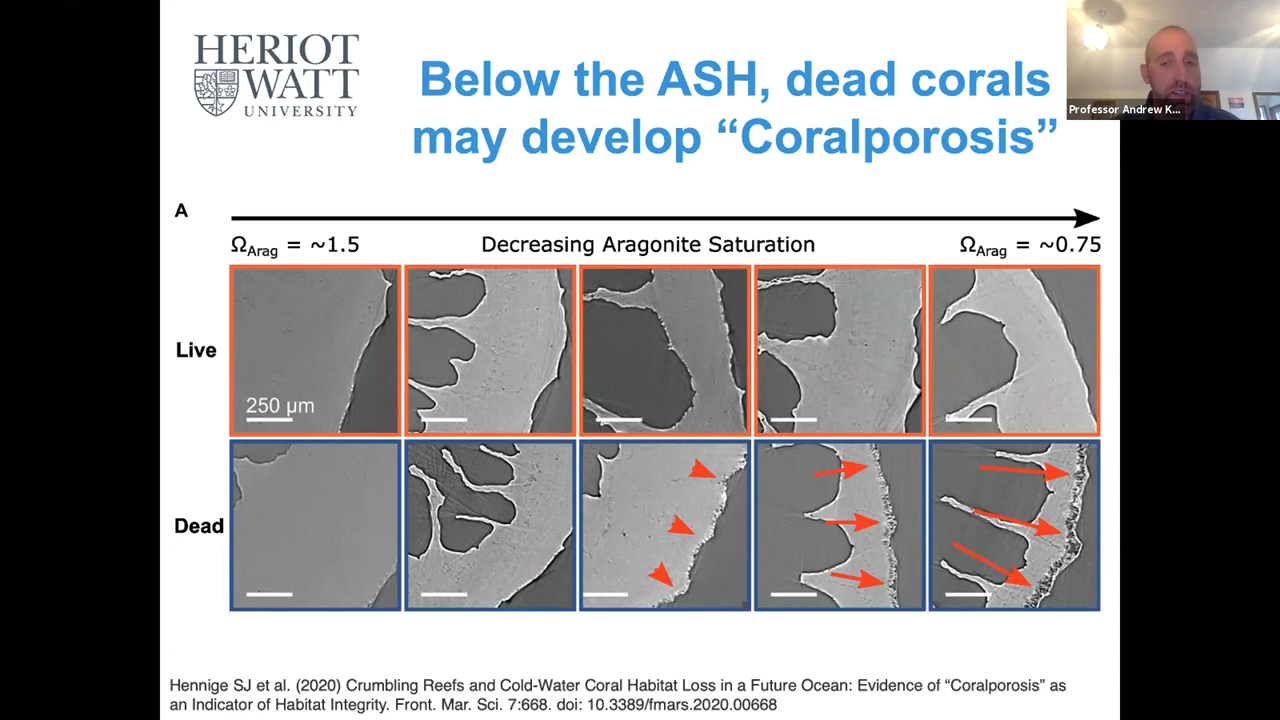 HERIOT
WATT
UNIVERSITY
Below the ASH, dead corals
may develop “Coralporosis”
Professor Andrew K...
A
ΩArag = ~1.5
Decreasing Aragonite Saturation
ΩArag = ~0.75
Live
250 µm
Dead
Hennige SJ et al. (2020) Crumbling Reefs and Cold-Water Coral Habitat Loss in a Future Ocean: Evidence of “Coralporosis” as
an Indicator of Habitat Integrity. Front. Mar. Sci. 7:668. doi: 10.3389/fmars.2020.00668